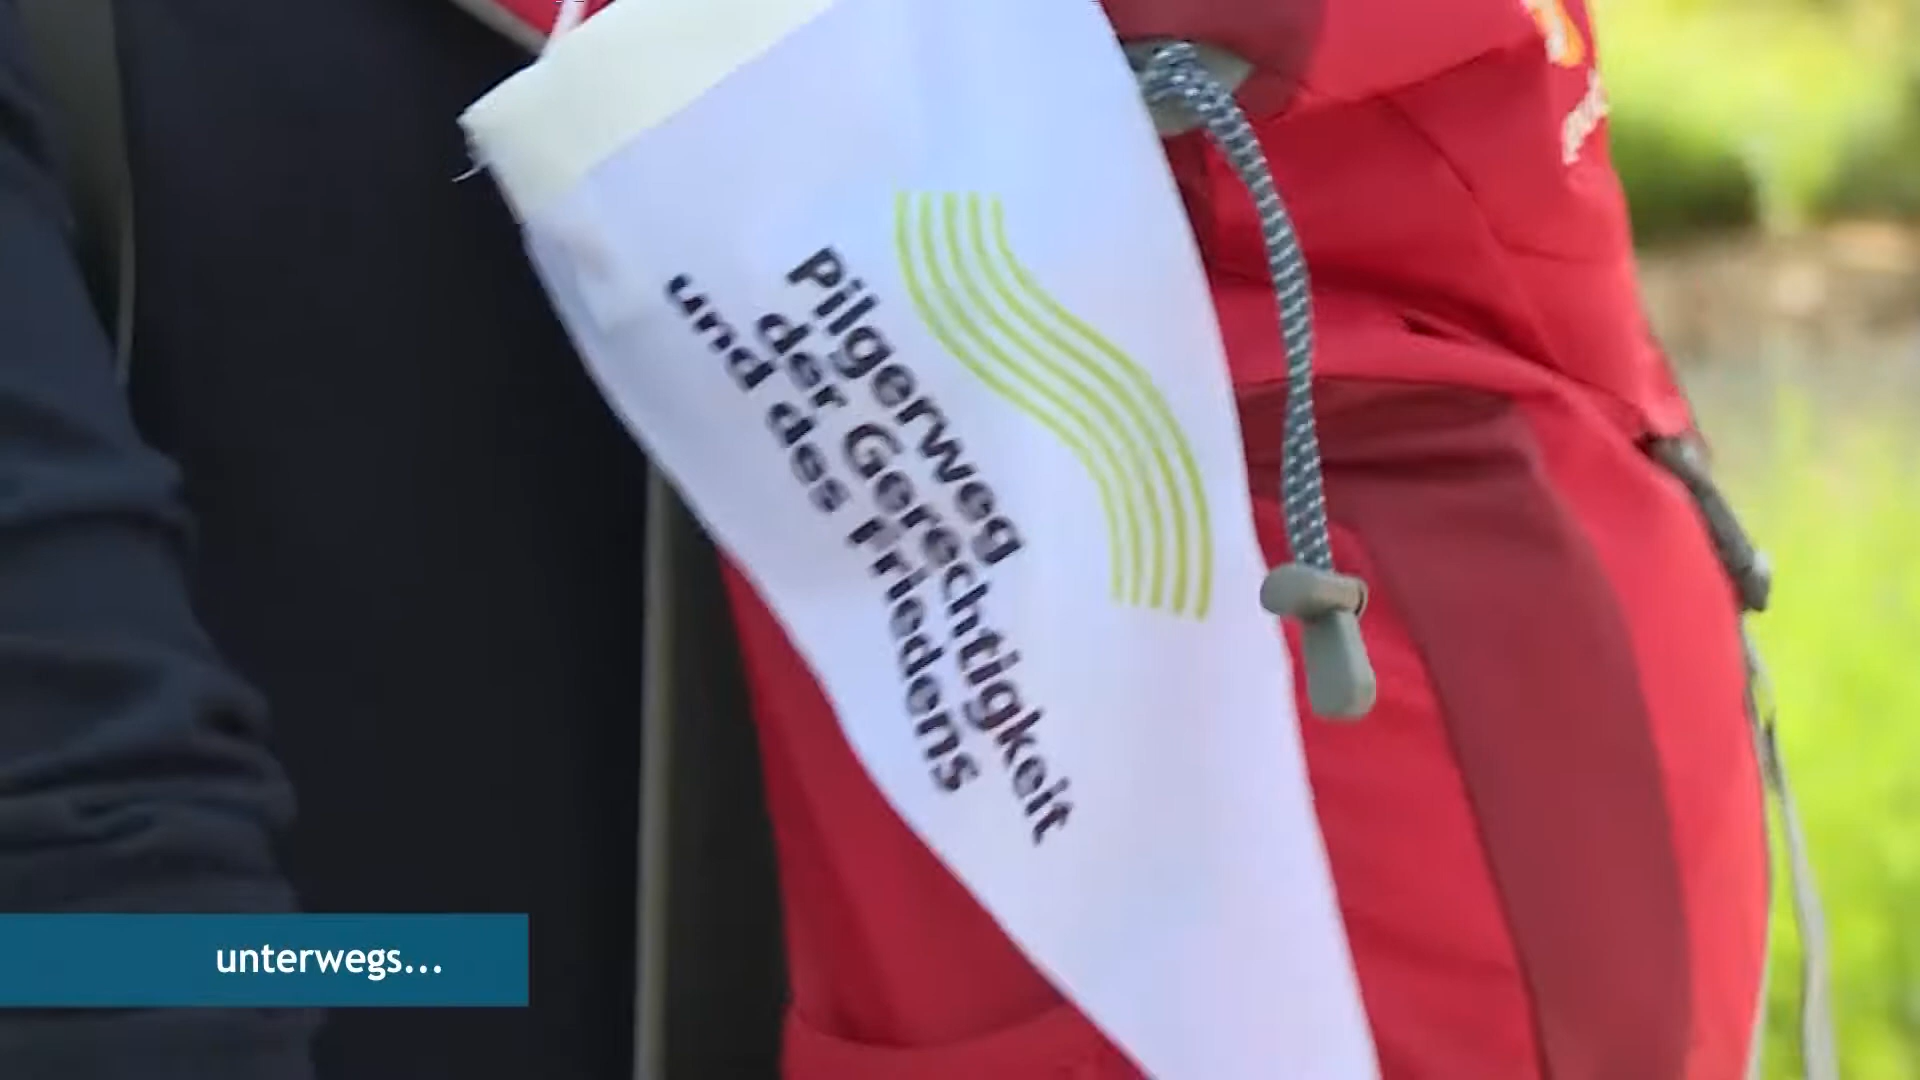 Pilgerweg
der Gerechtigkeit
und des Friedens
unterwegs...